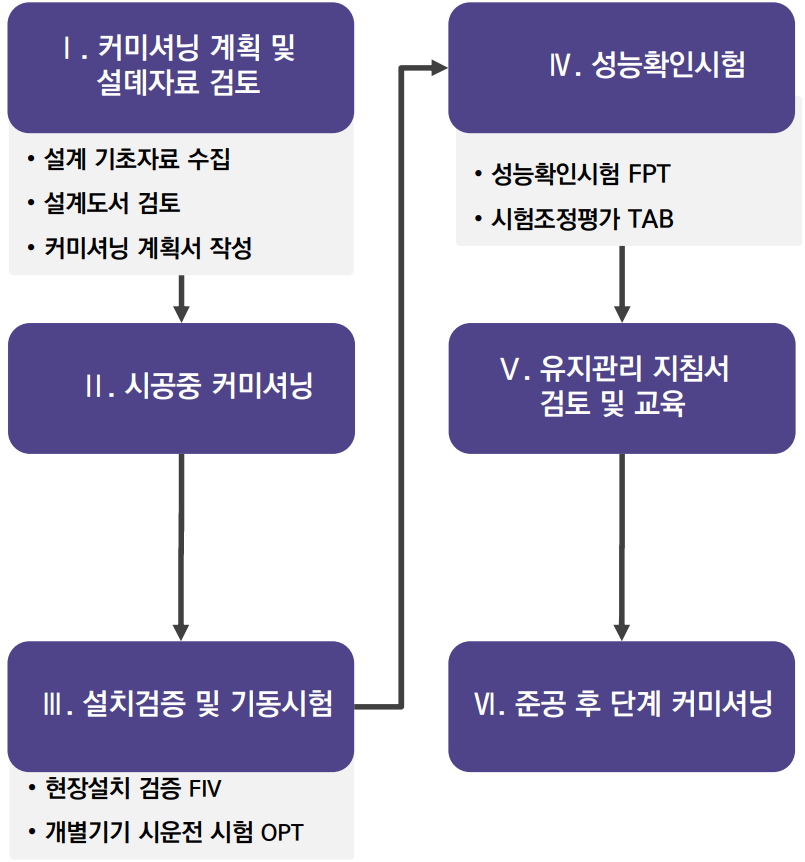 Ⅰ. 커미셔닝 계획 및
설뎨자료 검토
• 설계 기초자료 수집
• 설계도서 검토
• 커미셔닝 계획서 작성
Ⅱ. 시공중 커미셔닝
Ⅲ. 설치검증 및 기동시험
• 현장설치 검증 FIV
• 개별기기 시운전 시험 OPT
Ⅳ. 성능확인시험
• 성능확인시험 FPT
• 시험조정평가 TAB
Ⅴ. 유지관리 지침서
검토 및 교육
Ⅵ. 준공 후 단계 커미셔닝